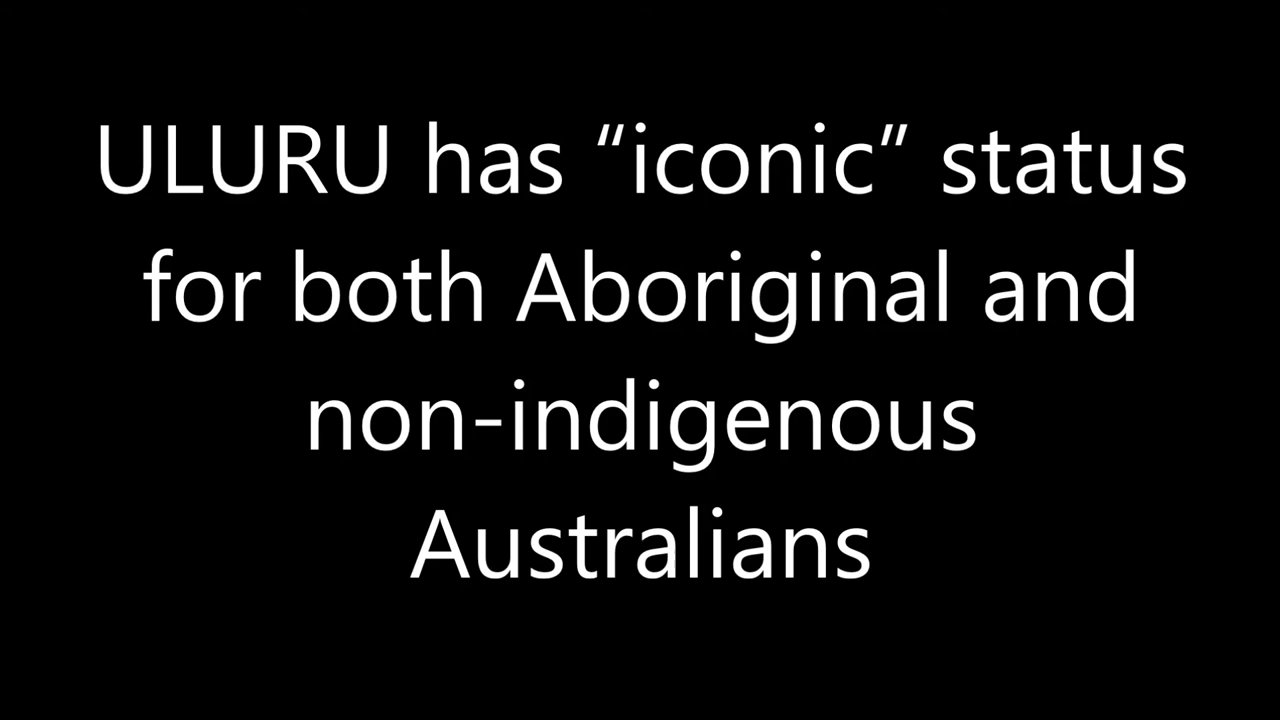 ULURU has “iconic” status
for both Aboriginal and
non-indigenous
Australians